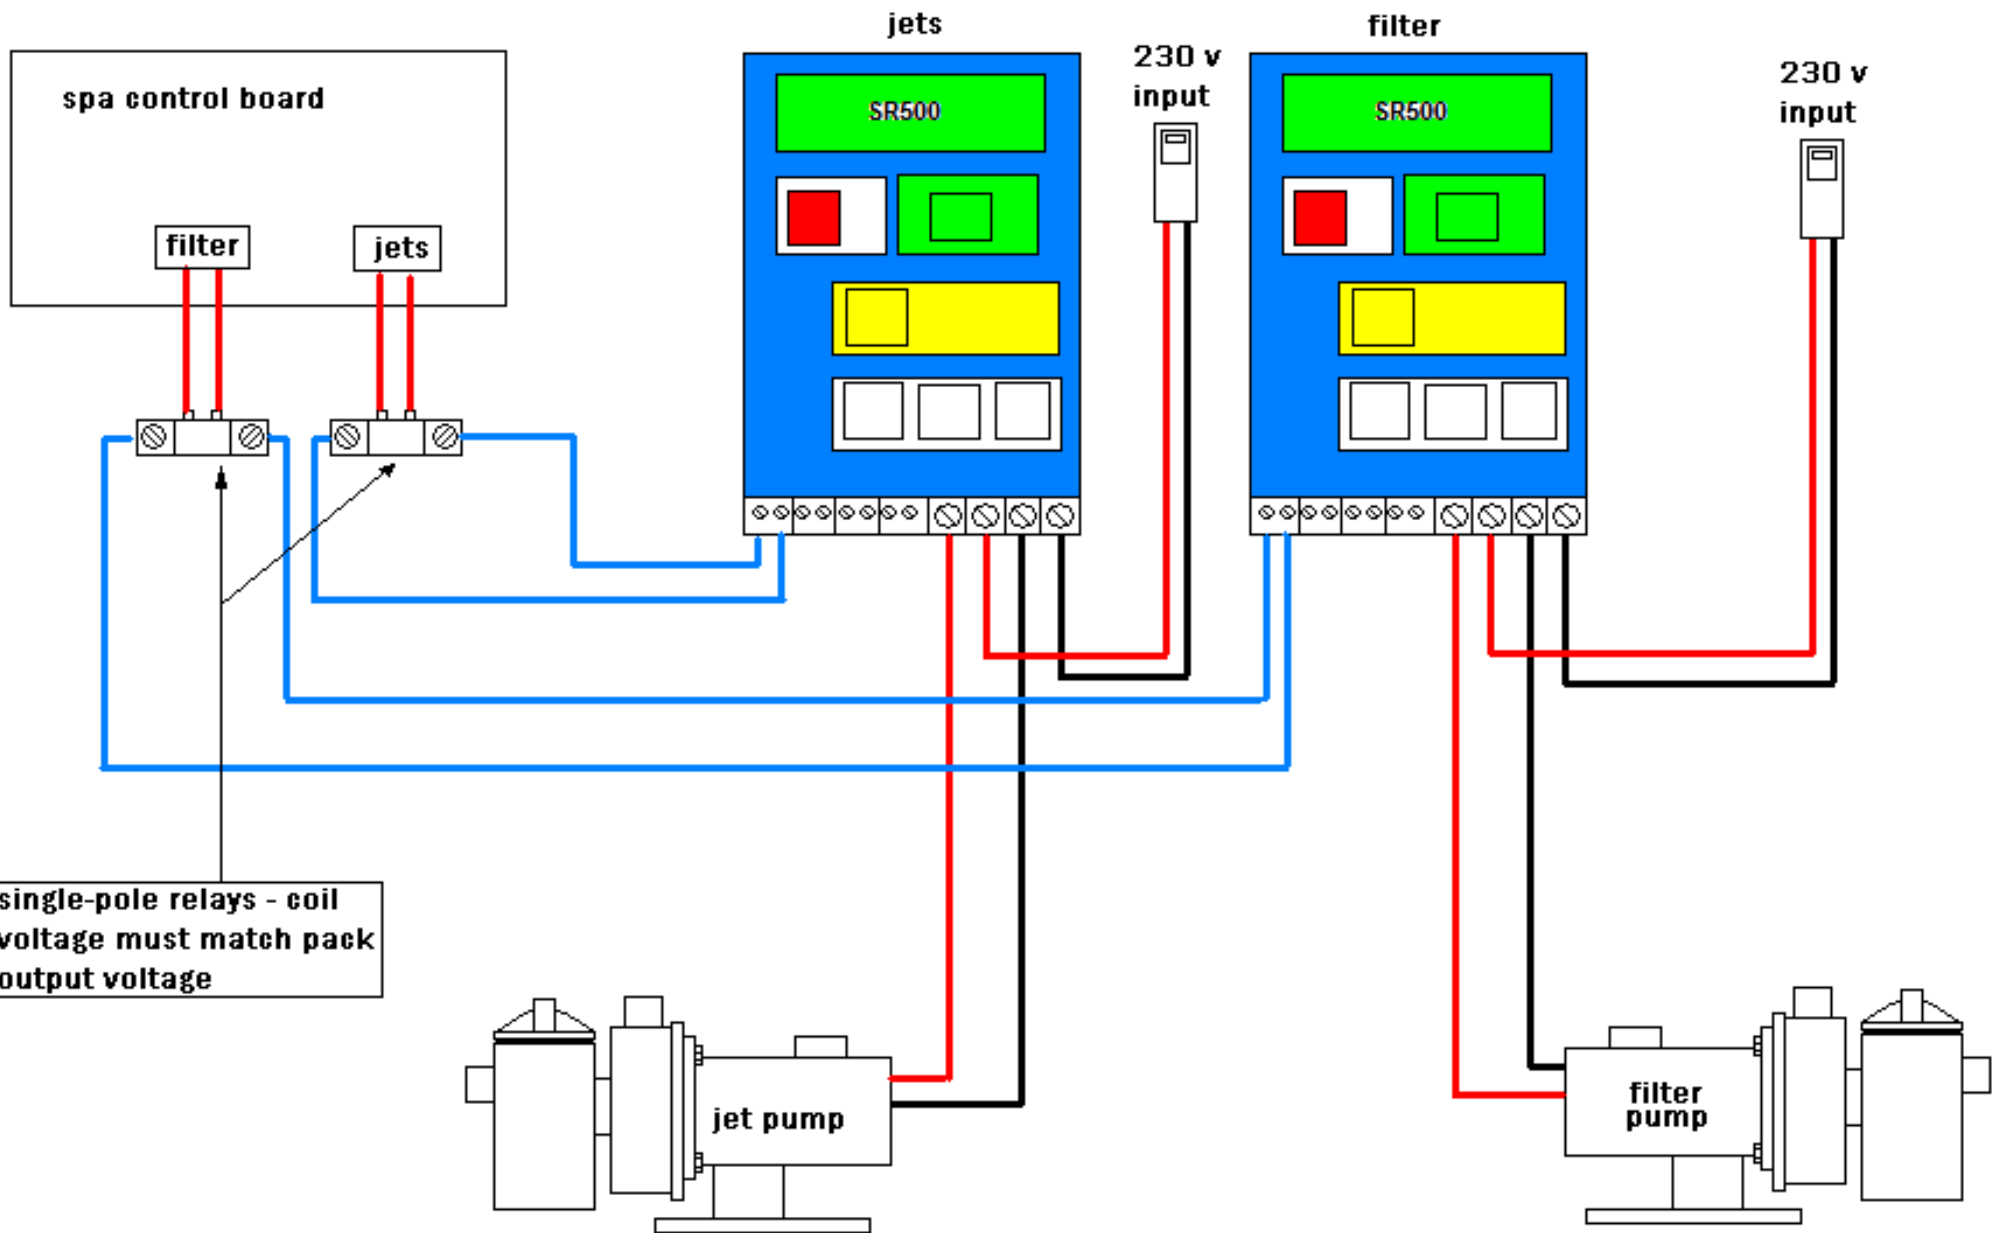 jets
filter
230 v
input
230 v
input
spa control board
SR500
SR500
filter
jets
single-pole relays - coil
voltage must match pack
output voltage
jet pump
filter
pump